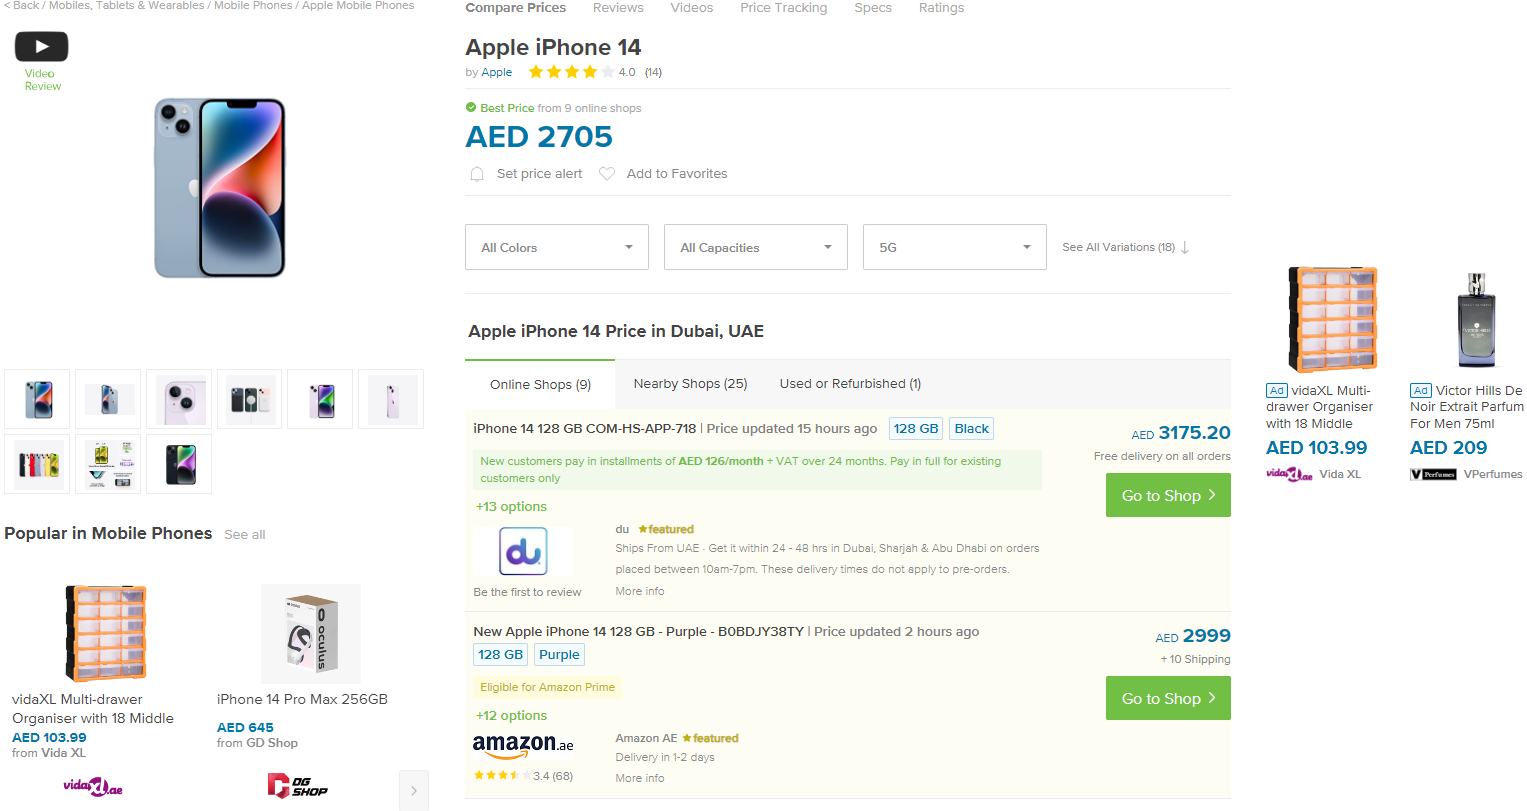 < Back / Mobiles, Tablets & Wearables / Mobile Phones / Apple Mobile Phones
Video
Review
Compare Prices
Reviews
Videos
Price Tracking
Specs
Ratings
Apple iPhone 14
by Apple
4.0 (14)
Best Price from 9 online shops
AED 2705
Set price alert
Add to Favorites
All Colors
All Capacities
5G
See All Variations (18)
Apple iPhone 14 Price in Dubai, UAE
Online Shops (9)
Nearby Shops (25)
Used or Refurbished (1)
iPhone 14 128 GB COM-HS-APP-718 | Price updated 15 hours ago
128 GB
Black
New customers pay in installments of AED 126/month + VAT over 24 months. Pay in full for existing
customers only
+13 options
AED 3175.20
Free delivery on all orders
Go to Shop
du
Be the first to review
du featured
Ships From UAE · Get it within 24 - 48 hrs in Dubai, Sharjah & Abu Dhabi on orders
placed between 10am-7pm. These delivery times do not apply to pre-orders.
More info
New Apple iPhone 14 128 GB - Purple - B0BDJY38TY | Price updated 2 hours ago
128 GB
Purple
Eligible for Amazon Prime
+12 options
AED 2999
+ 10 Shipping
Go to Shop
amazon.ae
3.4 (68)
Amazon AE featured
Delivery in 1-2 days
More info
Popular in Mobile Phones
See all
vidaXL Multi-drawer
Organiser with 18 Middle
AED 103.99
from Vida XL
vidaXL.ae
oculus
iPhone 14 Pro Max 256GB
AED 645
from GD Shop
DG
SHOP
Ad vidaXL Multi-
drawer Organiser
with 18 Middle
AED 103.99
vidaXL.ae
Vida XL
VICTOR HILLS
Ad Victor Hills De
Noir Extrait Parfum
For Men 75ml
AED 209
V Perfumes
VPerfumes